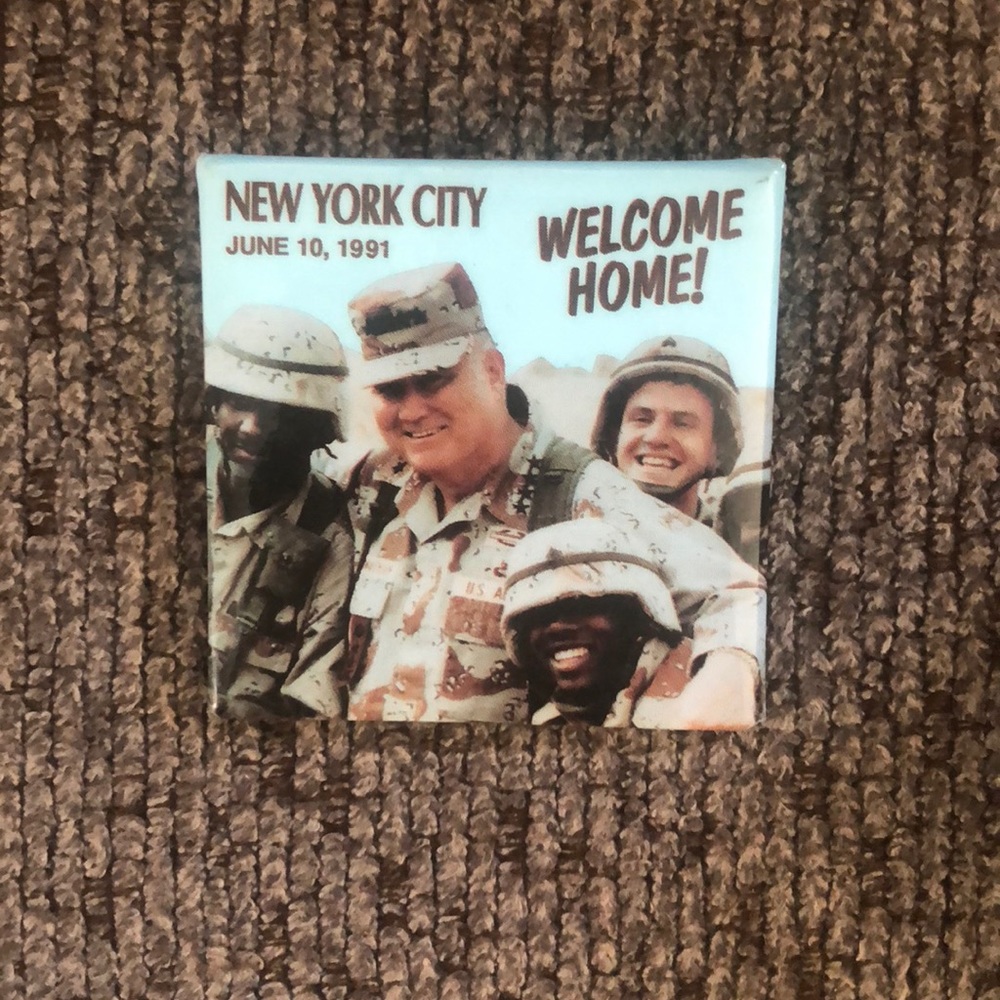 NEW YORK CITY
JUNE 10, 1991
WELCOME
HOME!
US A